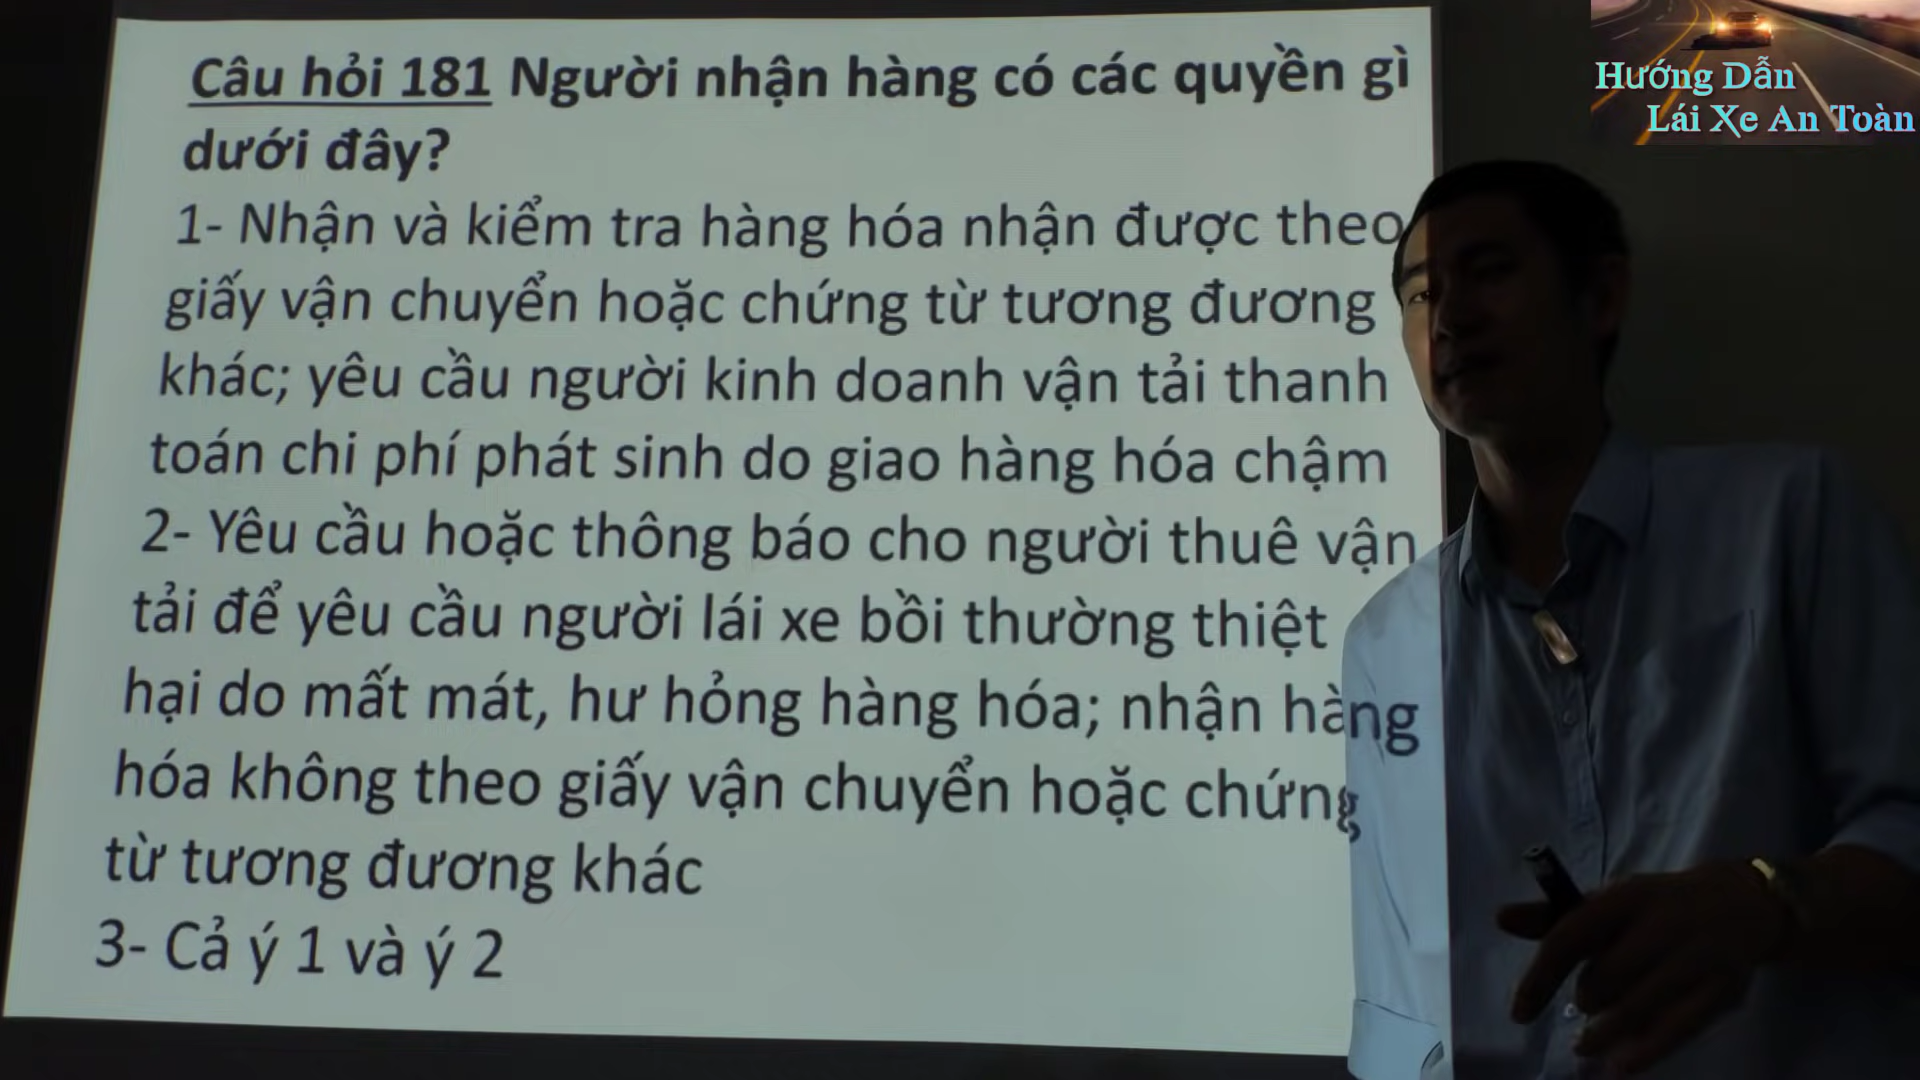 Câu hỏi 181 Người nhận hàng có các quyền gì
dưới đây?
1- Nhận và kiểm tra hàng hóa nhận được theo
giấy vận chuyển hoặc chứng từ tương đương
khác; yêu cầu người kinh doanh vận tải thanh
toán chi phí phát sinh do giao hàng hóa chậm
2- Yêu cầu hoặc thông báo cho người thuê vận
tải để yêu cầu người lái xe bồi thường thiệt
hại do mất mát, hư hỏng hàng hóa; nhận hàng
hóa không theo giấy vận chuyển hoặc chứng
từ tương đương khác
3- Cả ý 1 và ý 2
Hướng Dẫn
Lái Xe An Toàn